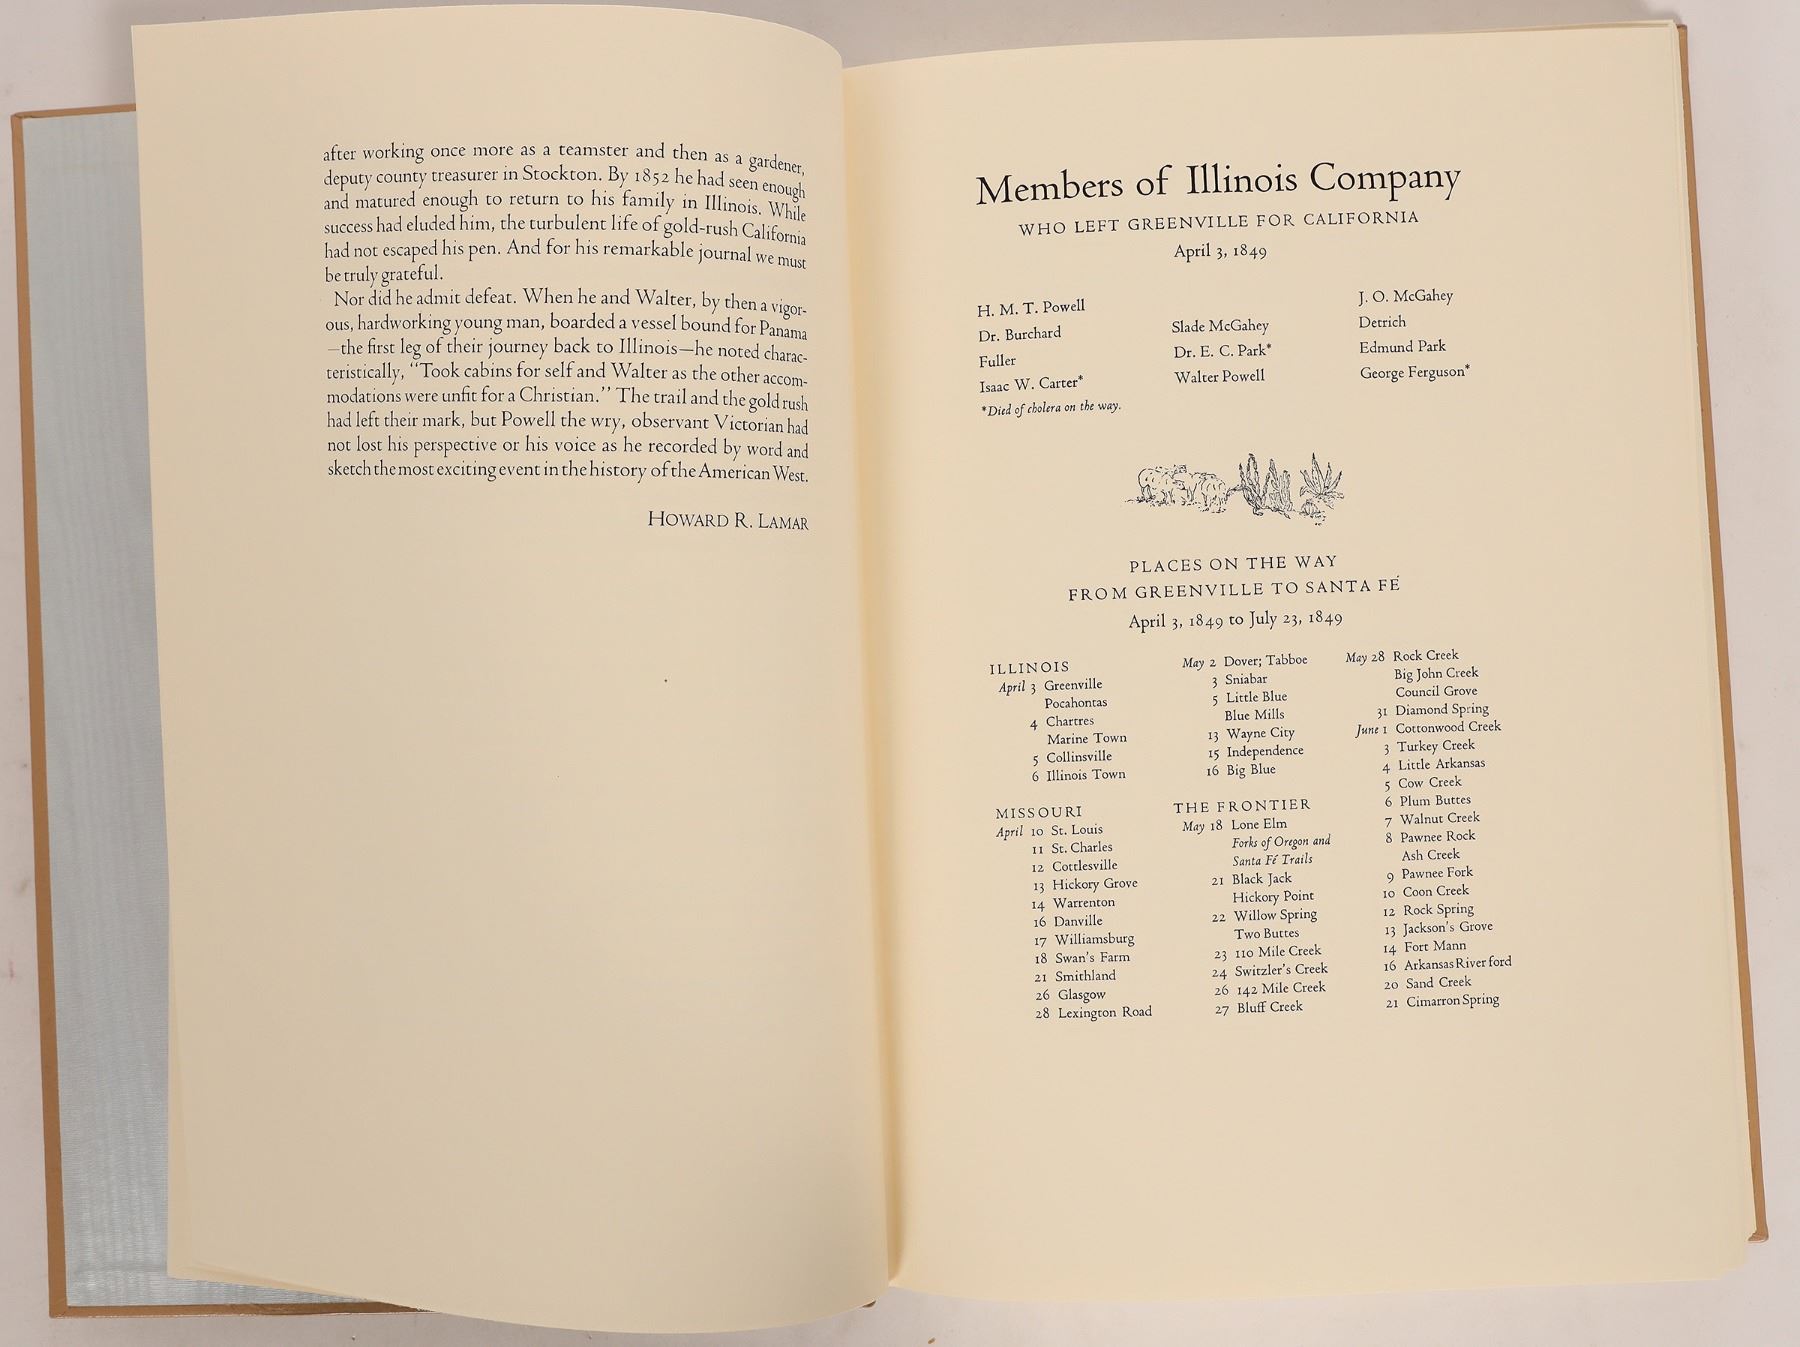 after working once more as a teamster and then as a gardener,
deputy county treasurer in Stockton. By 1852 he had seen enough
and matured enough to return to his family in Illinois. While
success had eluded him, the turbulent life of gold-rush California
had not escaped his pen. And for his remarkable journal we must
be truly grateful.
Nor did he admit defeat. When he and Walter, by then a vigor-
ous, hardworking young man, boarded a vessel bound for Panama
—the first leg of their journey back to Illinois—he noted charac-
teristically, “Took cabins for self and Walter as the other accom-
modations were unfit for a Christian.” The trail and the gold rush
had left their mark, but Powell the wry, observant Victorian had
not lost his perspective or his voice as he recorded by word and
sketch the most exciting event in the history of the American West.
HOWARD R. LAMAR
Members of Illinois Company
WHO LEFT GREENVILLE FOR CALIFORNIA
April 3, 1849
H. M. T. Powell
Dr. Burchard
Fuller
Isaac W. Carter*
*Died of cholera on the way.
Slade McGahey
Dr. E. C. Park*
Walter Powell
J. O. McGahey
Detrich
Edmund Park
George Ferguson*
PLACES ON THE WAY
FROM GREENVILLE TO SANTA FÉ
April 3, 1849 to July 23, 1849
ILLINOIS
April 3 Greenville
Pocahontas
4 Chartres
Marine Town
5 Collinsville
6 Illinois Town
MISSOURI
April 10 St. Louis
11 St. Charles
12 Cottlesville
13 Hickory Grove
14 Warrenton
16 Danville
17 Williamsburg
18 Swan's Farm
21 Smithland
26 Glasgow
28 Lexington Road
May 2 Dover; Tabboe
3 Sniabar
5 Little Blue
Blue Mills
13 Wayne City
15 Independence
16 Big Blue
THE FRONTIER
May 18 Lone Elm
Forks of Oregon and
Santa Fé Trails
21 Black Jack
Hickory Point
22 Willow Spring
Two Buttes
23 110 Mile Creek
24 Switzler's Creek
26 142 Mile Creek
27 Bluff Creek
May 28 Rock Creek
Big John Creek
Council Grove
31 Diamond Spring
June 1 Cottonwood Creek
3 Turkey Creek
4 Little Arkansas
5 Cow Creek
6 Plum Buttes
7 Walnut Creek
8 Pawnee Rock
Ash Creek
9 Pawnee Fork
10 Coon Creek
12 Rock Spring
13 Jackson's Grove
14 Fort Mann
16 Arkansas River ford
20 Sand Creek
21 Cimarron Spring